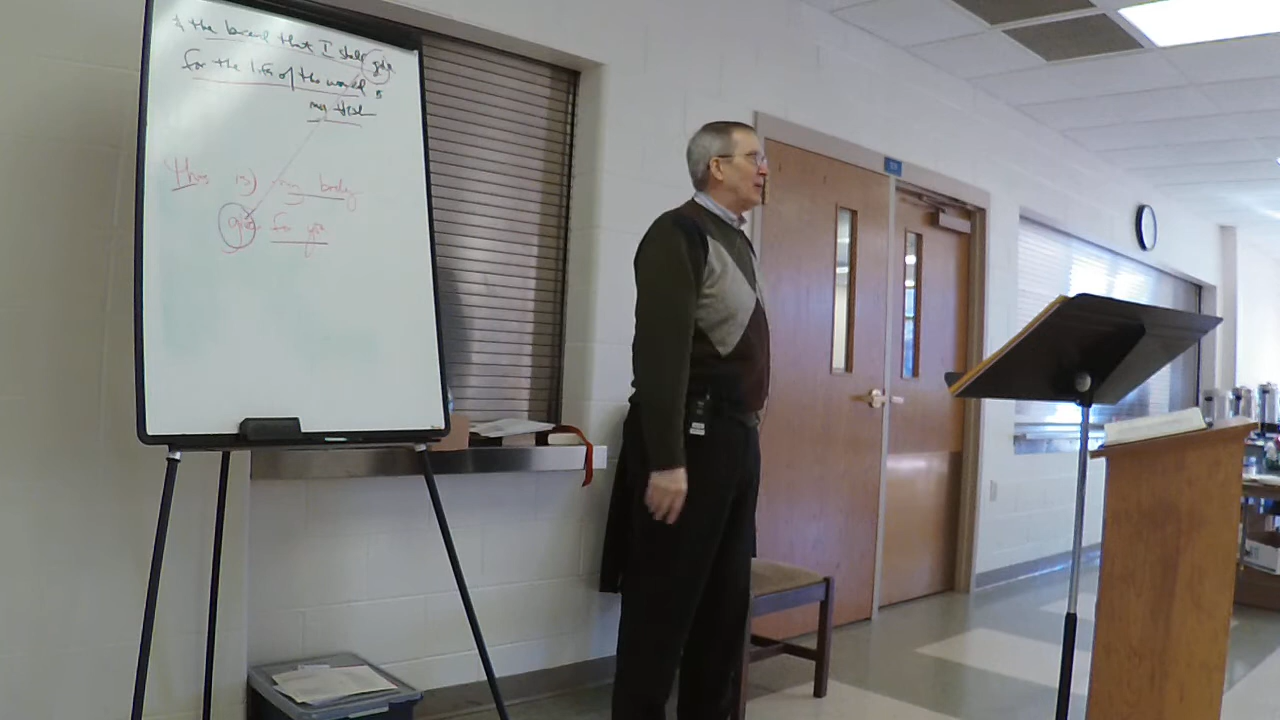 & the bread that I shall give
for the life of the world is
my flesh
This is my body
given for you